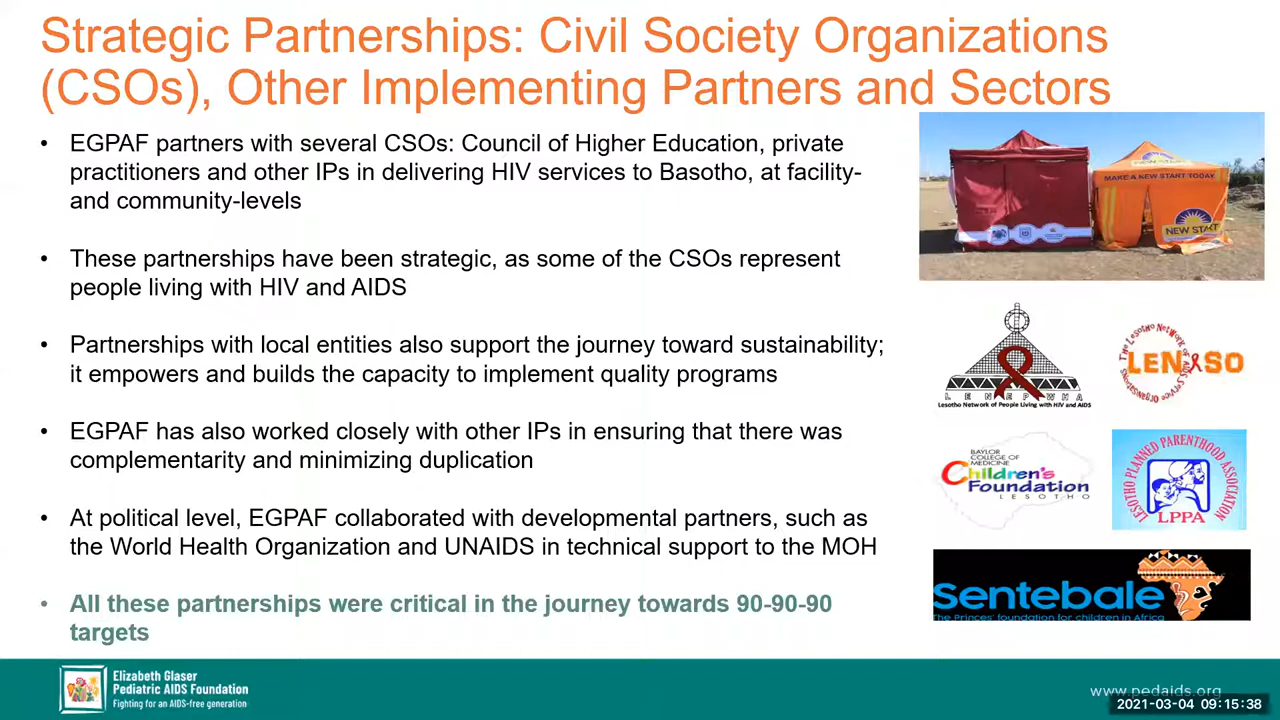 Strategic Partnerships: Civil Society Organizations
(CSOs), Other Implementing Partners and Sectors
• EGPAF partners with several CSOs: Council of Higher Education, private
practitioners and other IPs in delivering HIV services to Basotho, at facility-
and community-levels
• These partnerships have been strategic, as some of the CSOs represent
people living with HIV and AIDS
• Partnerships with local entities also support the journey toward sustainability;
it empowers and builds the capacity to implement quality programs
• EGPAF has also worked closely with other IPs in ensuring that there was
complementarity and minimizing duplication
• At political level, EGPAF collaborated with developmental partners, such as
the World Health Organization and UNAIDS in technical support to the MOH
• All these partnerships were critical in the journey towards 90-90-90
targets
NEW START
MAKE A NEW START TODAY
NEW START
LENEPWHA
Lesotho Network of People Living with HIV and AIDS
The Lesotho Network of AIDS Service Organisations
LENASO
BAYLOR
COLLEGE OF
MEDICINE
Children's
Foundation
LESOTHO
LESOTHO PLANNED PARENTHOOD ASSOCIATION
LPPA
Sentebale
The Princes' foundation for children in Africa
Elizabeth Glaser
Pediatric AIDS Foundation
Fighting for an AIDS-free generation
www.pedaids.org
2021-03-04 09:15:38